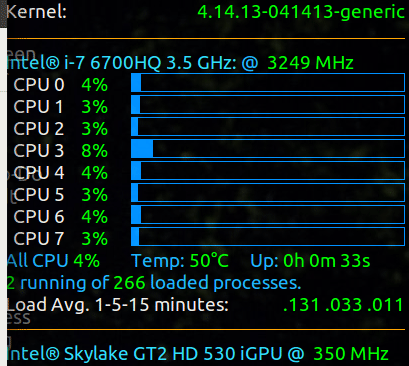 Kernel: 4.14.13-041413-generic
Intel® i-7 6700HQ 3.5 GHz: @ 3249 MHz
CPU 0 4%
CPU 1 3%
CPU 2 3%
CPU 3 8%
CPU 4 4%
CPU 5 3%
CPU 6 4%
CPU 7 3%
All CPU 4% Temp: 50°C Up: 0h 0m 33s
2 running of 266 loaded processes.
Load Avg. 1-5-15 minutes: .131 .033 .011
Intel® Skylake GT2 HD 530 iGPU @ 350 MHz